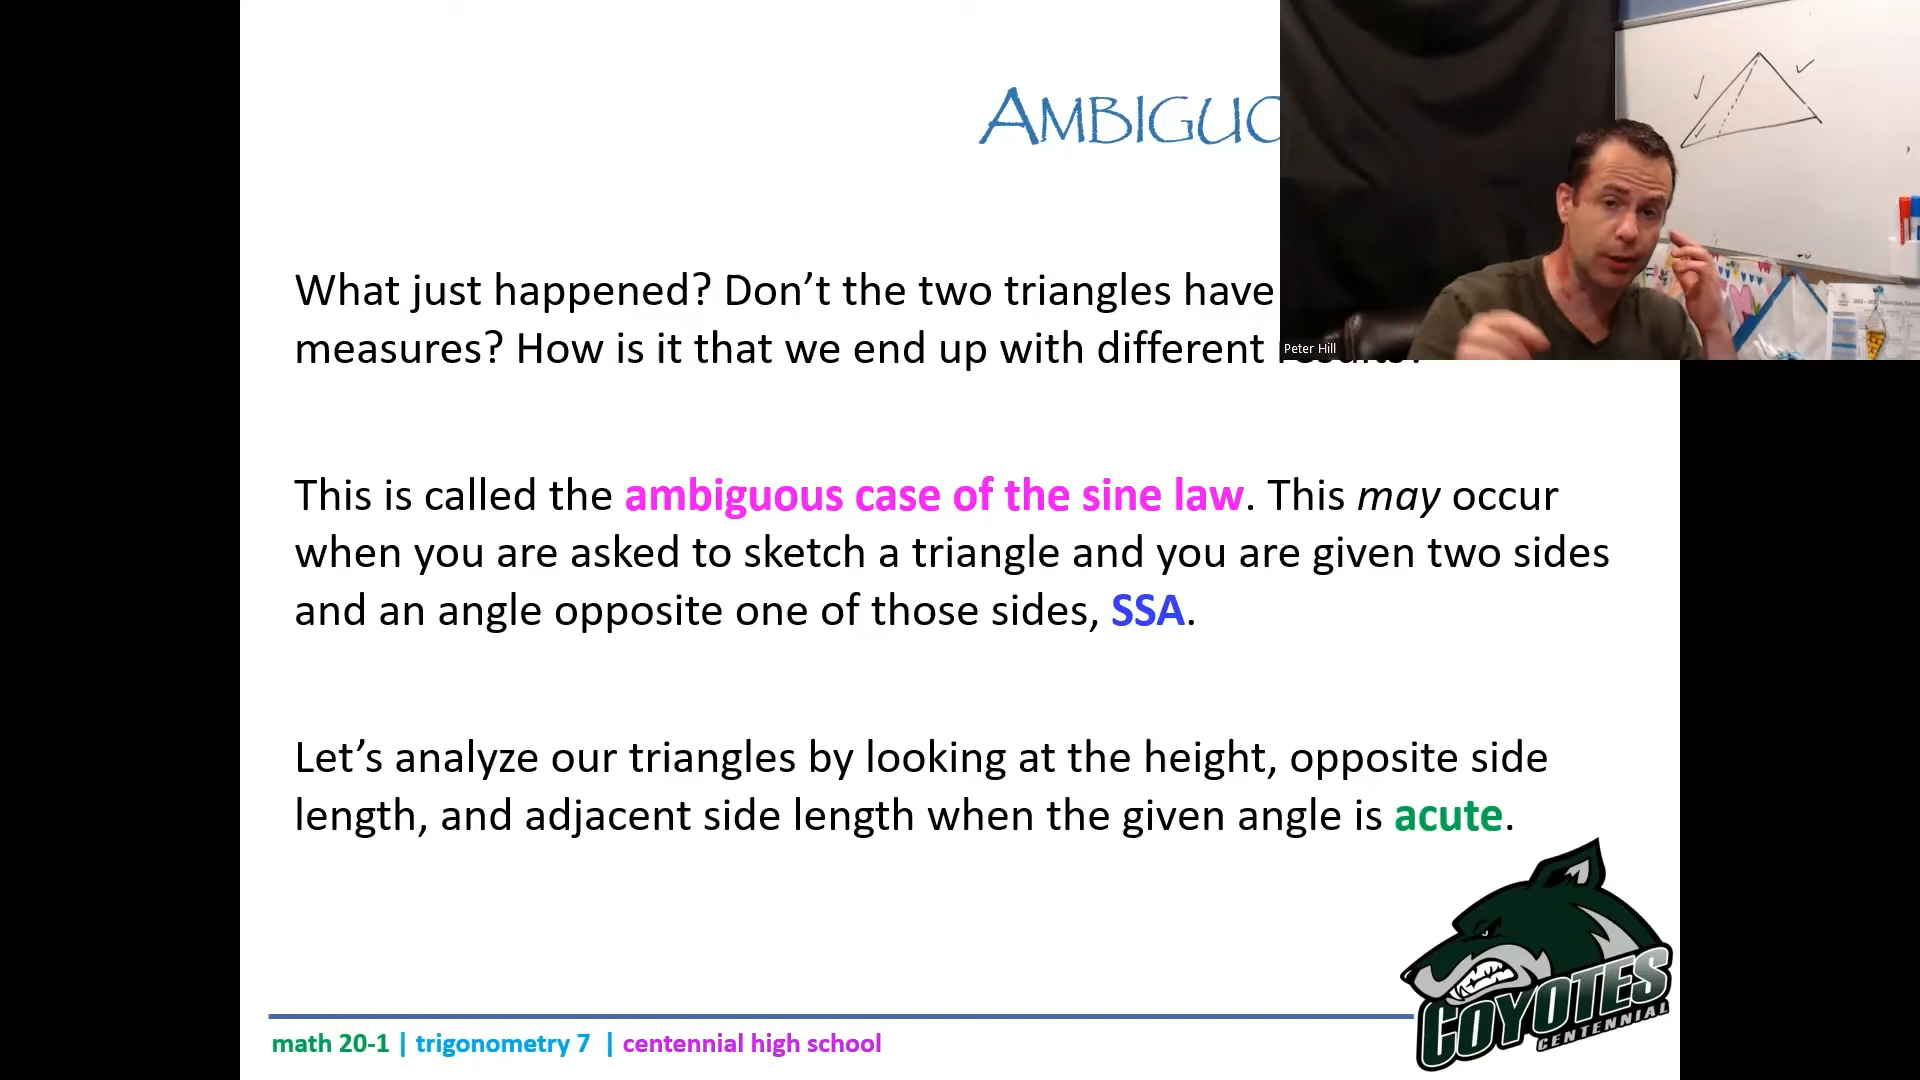 AMBIGUO
What just happened? Don’t the two triangles have
measures? How is it that we end up with different results?
Peter Hill
This is called the ambiguous case of the sine law. This may occur
when you are asked to sketch a triangle and you are given two sides
and an angle opposite one of those sides, SSA.
Let’s analyze our triangles by looking at the height, opposite side
length, and adjacent side length when the given angle is acute.
COYOTES
CENTENNIAL
math 20-1 | trigonometry 7 | centennial high school